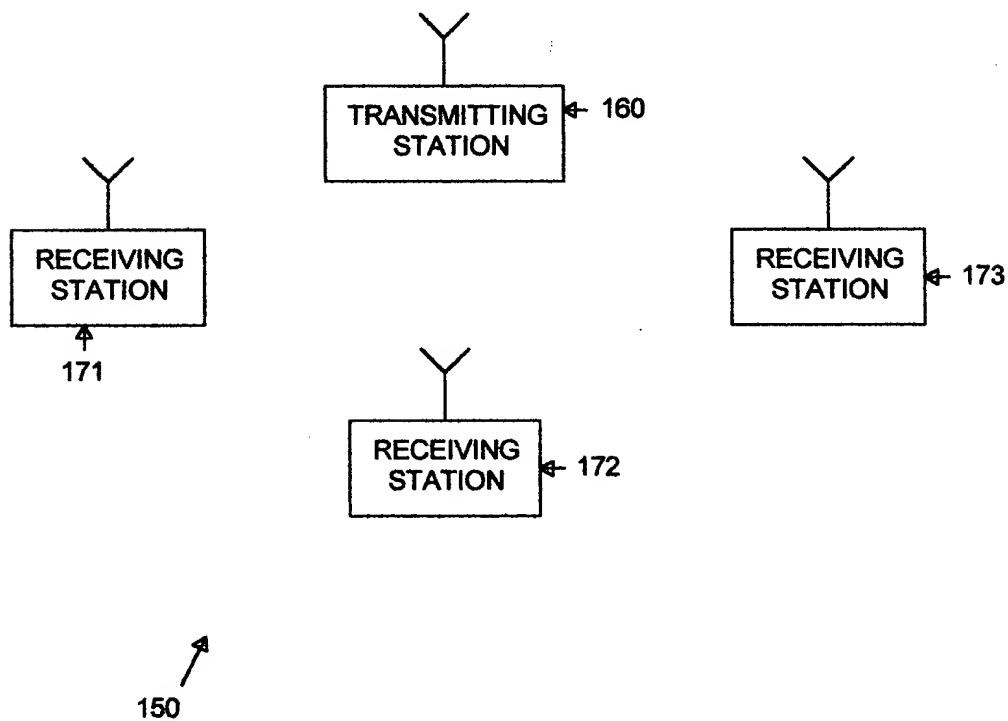 TRANSMITTING
STATION
160
RECEIVING
STATION
171
RECEIVING
STATION
173
RECEIVING
STATION
172
150